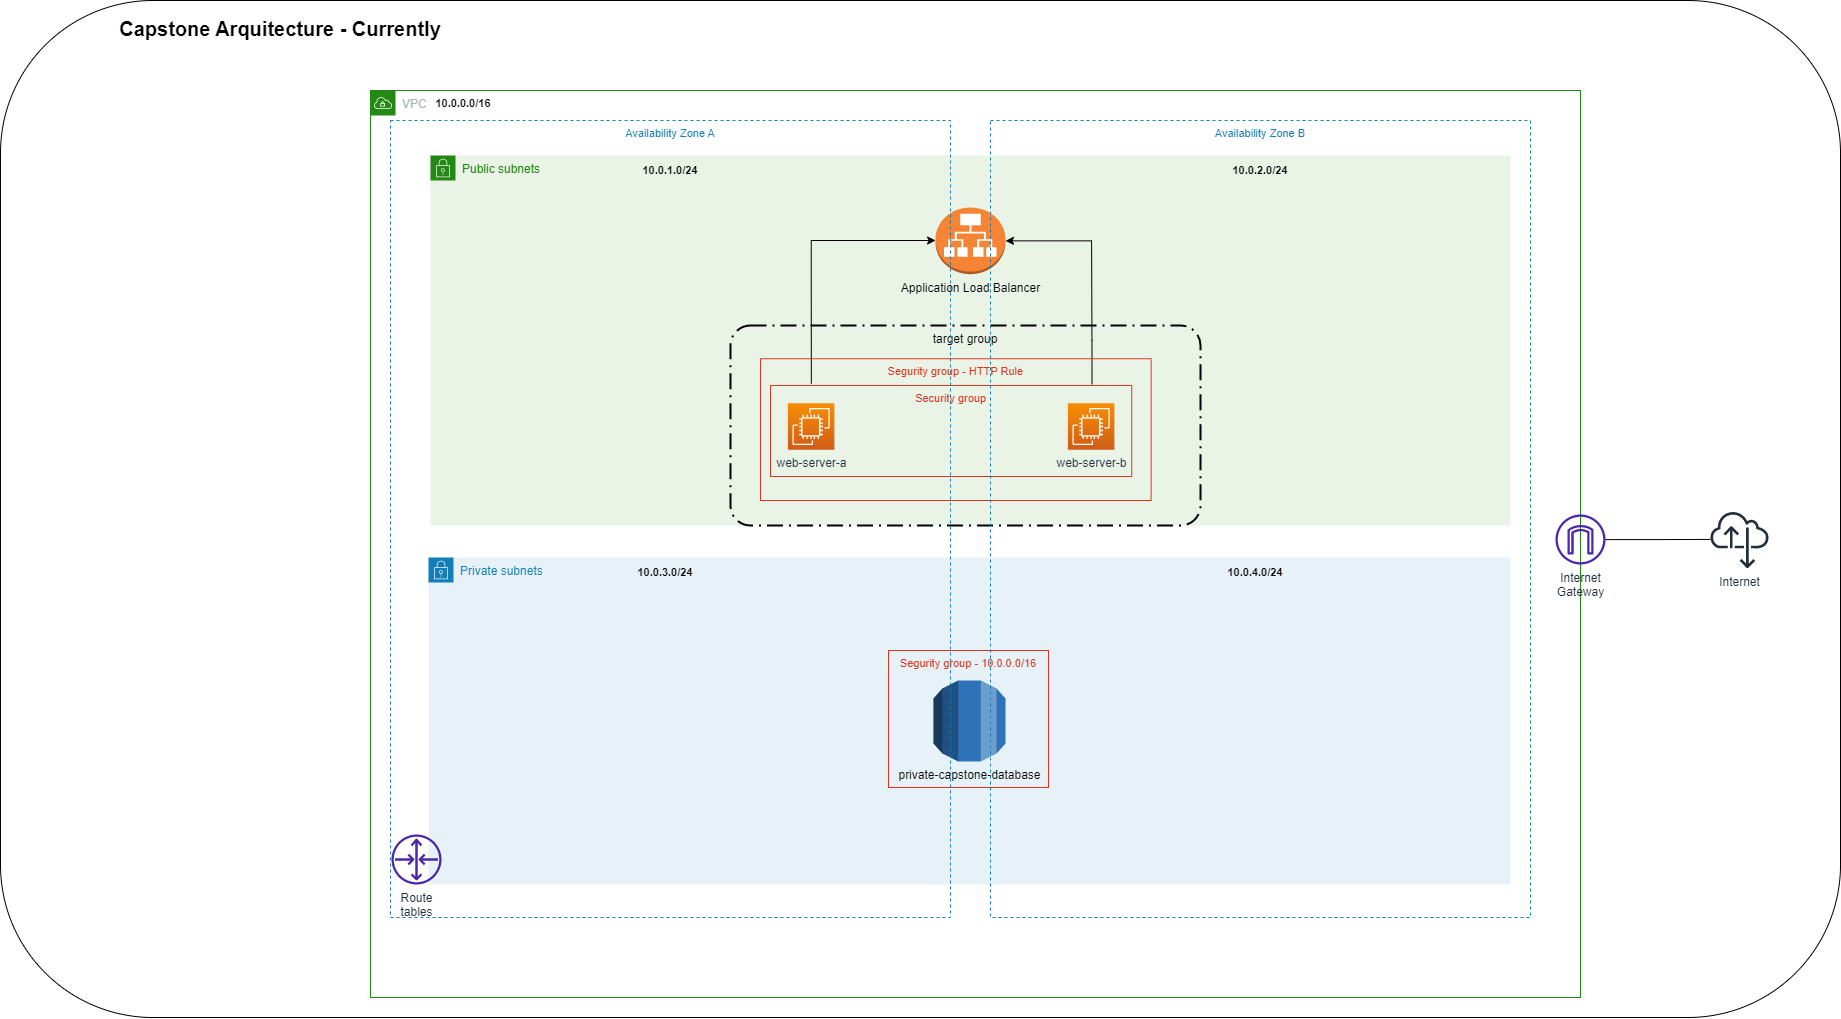 Capstone Arquitecture - Currently
VPC 10.0.0.0/16
Availability Zone A
Availability Zone B
Public subnets
10.0.1.0/24
10.0.2.0/24
Application Load Balancer
target group
Segurity group - HTTP Rule
Security group
web-server-a
web-server-b
Internet
Gateway
Internet
Private subnets
10.0.3.0/24
10.0.4.0/24
Segurity group - 10.0.0.0/16
private-capstone-database
Route
tables